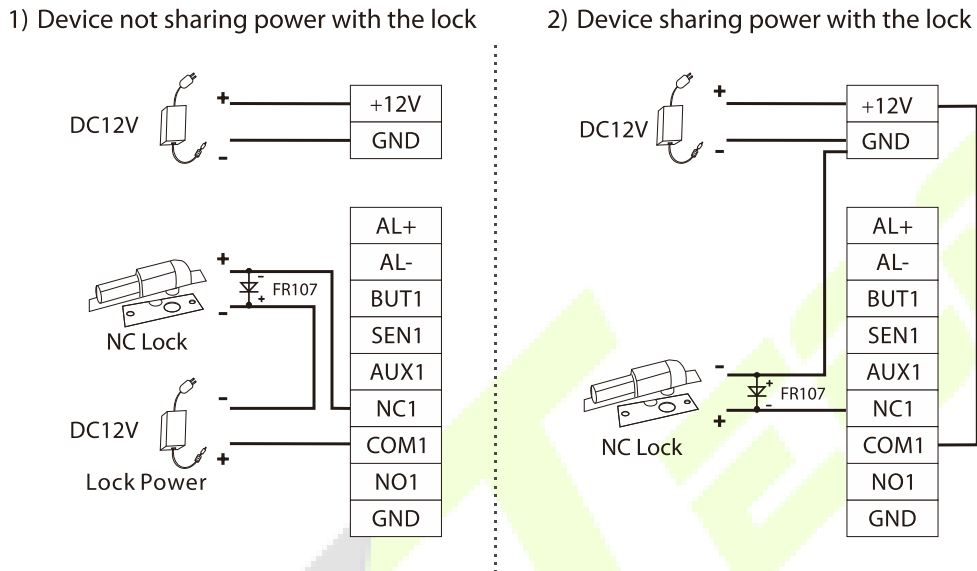 1) Device not sharing power with the lock
+
DC12V
-
+12V
GND
+
FR107
-
+
-
NC Lock
-
DC12V
+
Lock Power
AL+
AL-
BUT1
SEN1
AUX1
NC1
COM1
NO1
GND
2) Device sharing power with the lock
+
DC12V
-
+12V
GND
-
+
FR107
-
+
NC Lock
AL+
AL-
BUT1
SEN1
AUX1
NC1
COM1
NO1
GND